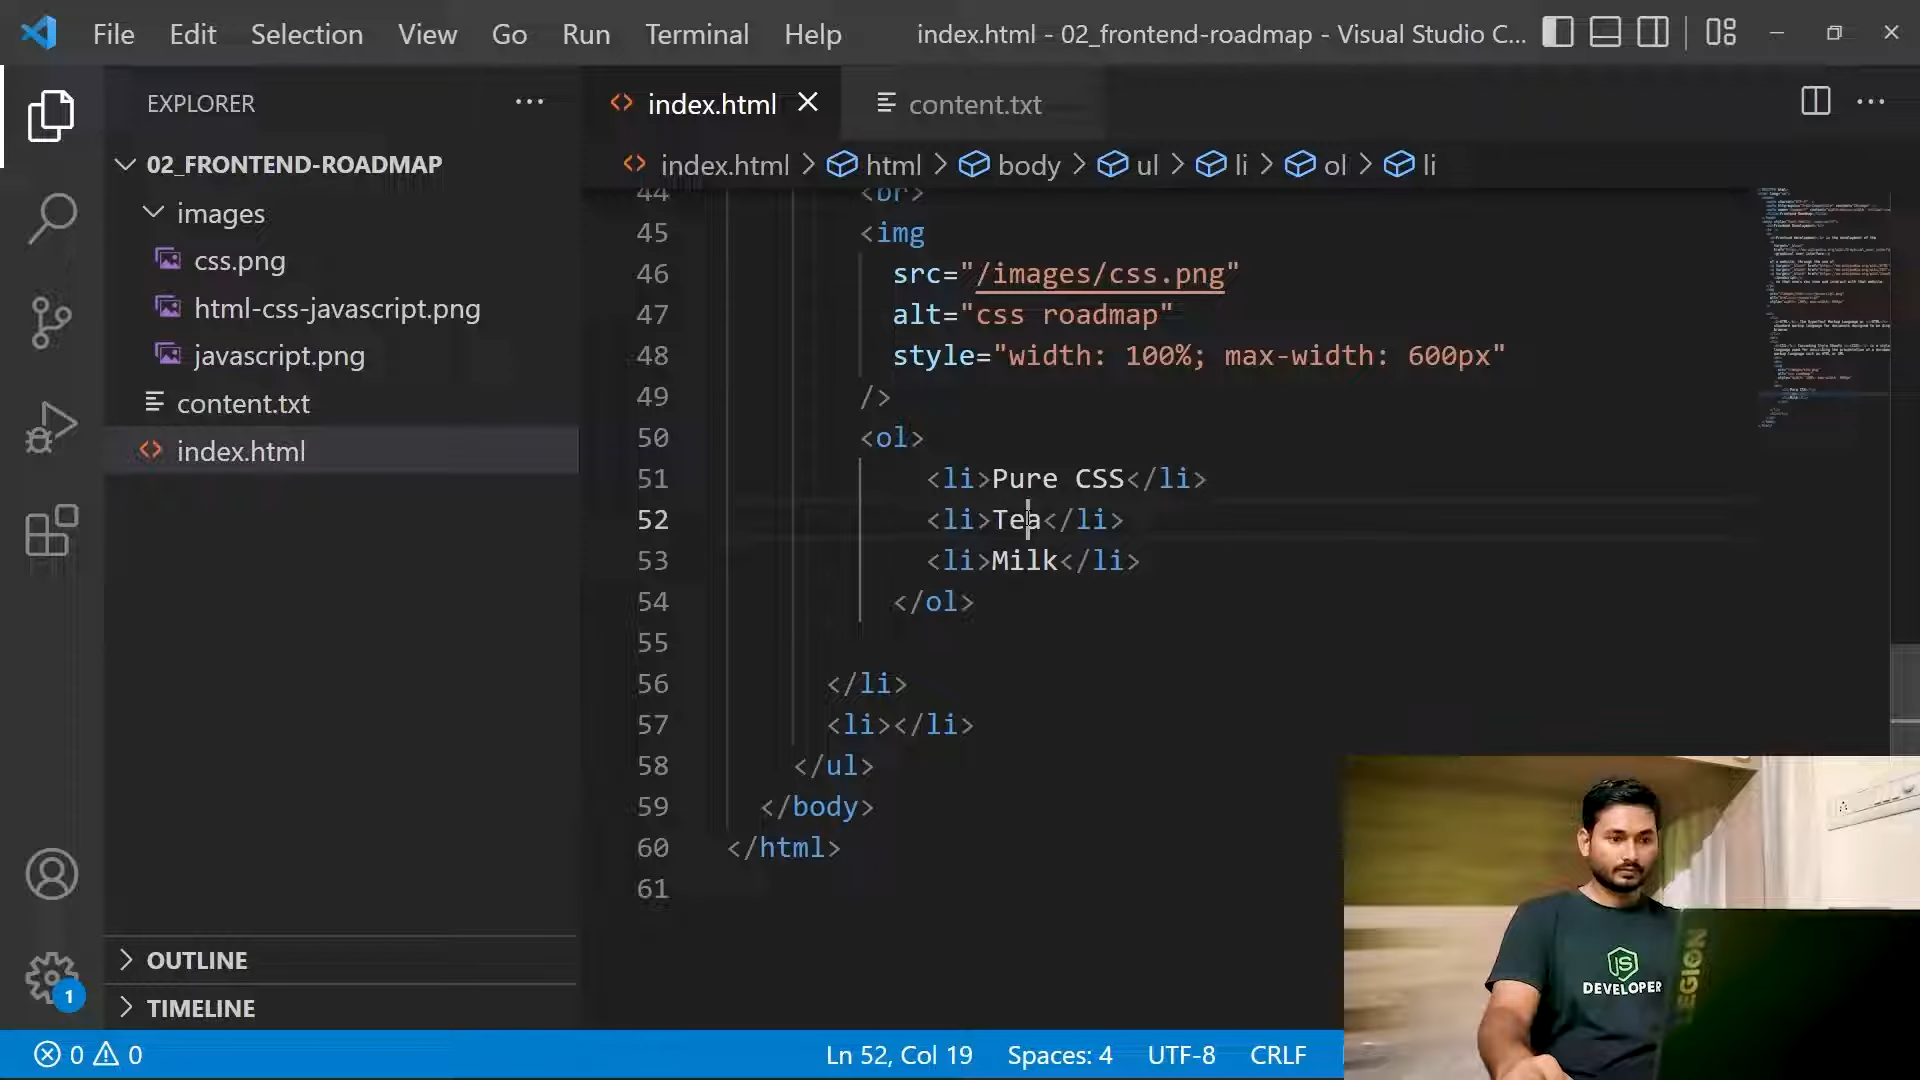 File Edit Selection View Go Run Terminal Help index.html - 02_frontend-roadmap - Visual Studio C...
EXPLORER ...
index.html content.txt
02_FRONTEND-ROADMAP
index.html > html > body > ul > li > ol > li
images
css.png
html-css-javascript.png
javascript.png
content.txt
index.html
44 <br>
45 <img
46 src="/images/css.png"
47 alt="css roadmap"
48 style="width: 100%; max-width: 600px"
49 />
50 <ol>
51 <li>Pure CSS</li>
52 <li>Tea</li>
53 <li>Milk</li>
54 </ol>
55
56 </li>
57 <li></li>
58 </ul>
59 </body>
60 </html>
61
OUTLINE
TIMELINE
1
0 0 Ln 52, Col 19 Spaces: 4 UTF-8 CRLF
JS
DEVELOPER
LEGION